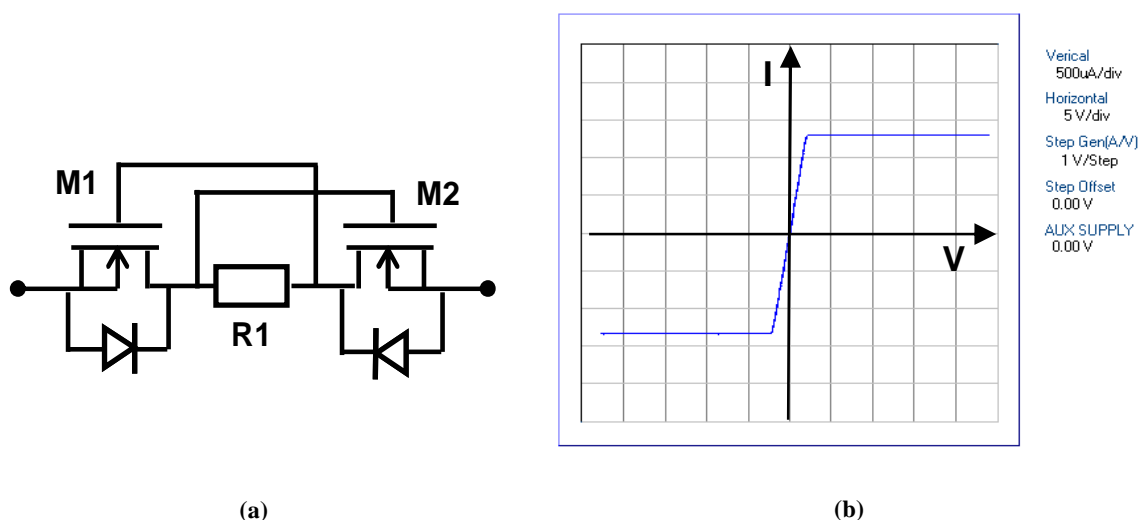 M1
M2
R1
(a)
I
V
Verical
500uA/div
Horizontal
5 V/div
Step Gen(A/V)
1 V/Step
Step Offset
0.00 V
AUX SUPPLY
0.00 V
(b)